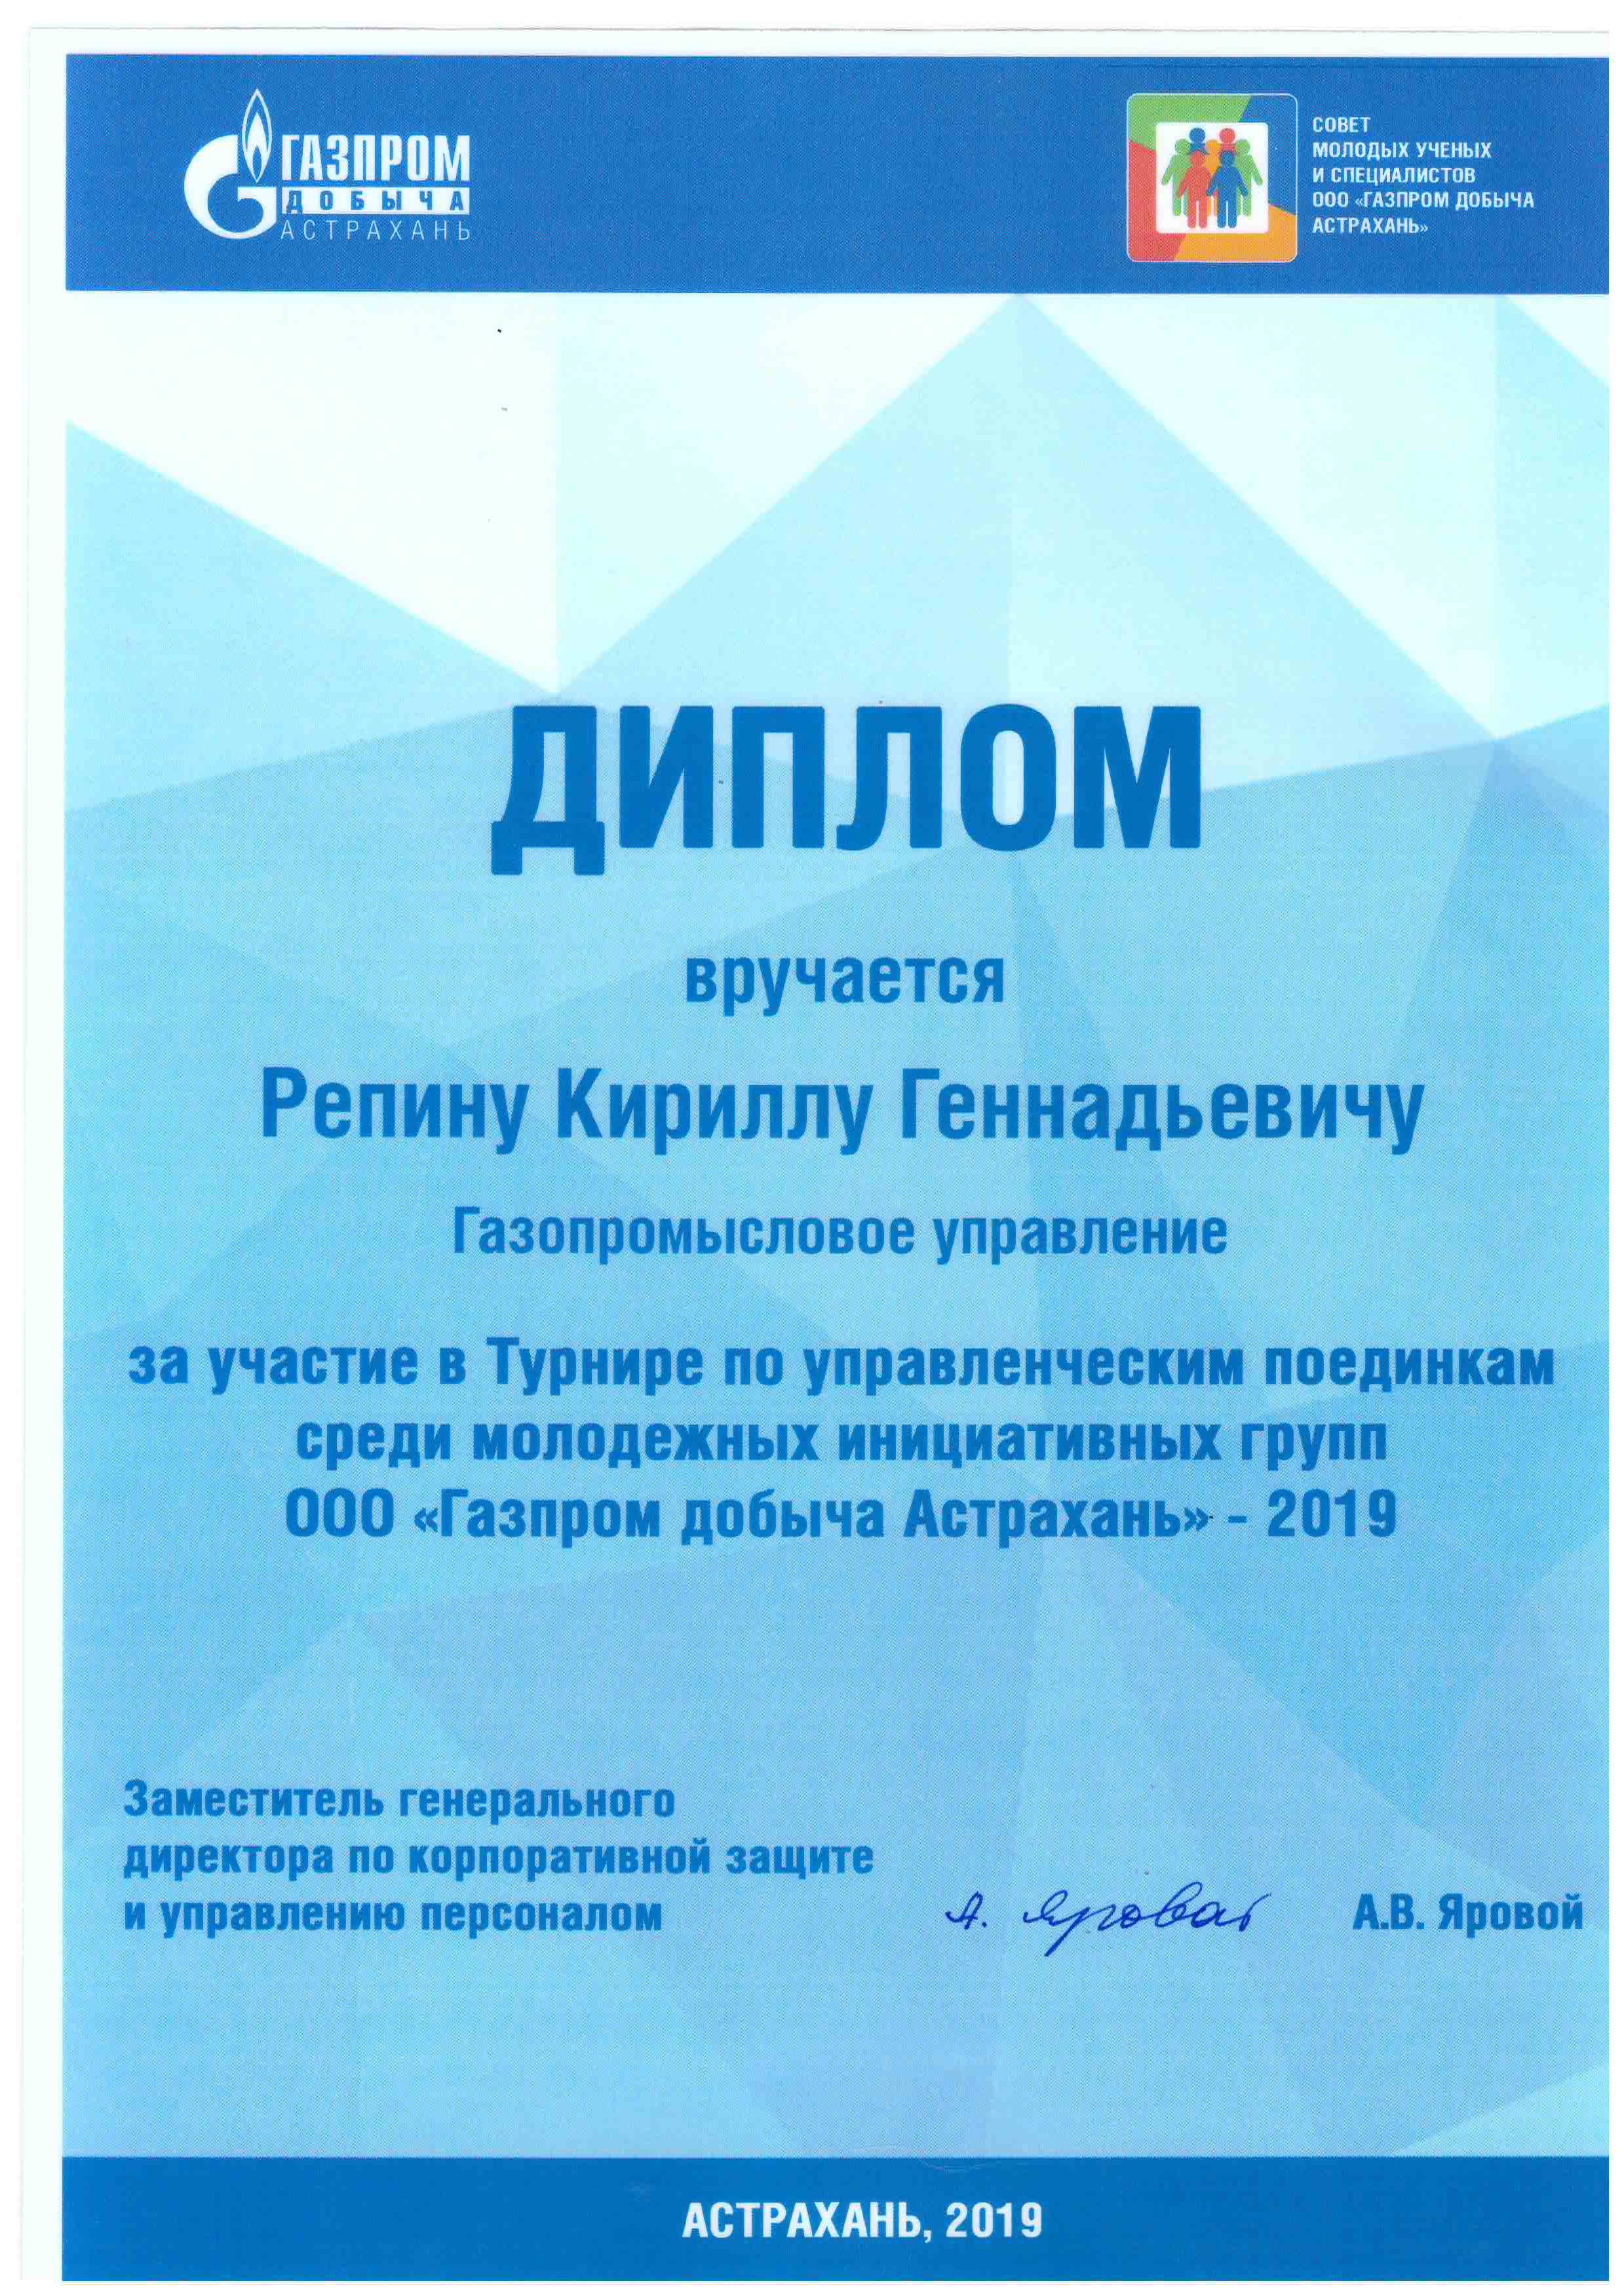 ГАЗПРОМ
ДОБЫЧА
АСТРАХАНЬ
СОВЕТ
МОЛОДЫХ УЧЕНЫХ
И СПЕЦИАЛИСТОВ
ООО «ГАЗПРОМ ДОБЫЧА
АСТРАХАНЬ»
ДИПЛОМ
вручается
Репину Кириллу Геннадьевичу
Газопромысловое управление
за участие в Турнире по управленческим поединкам
среди молодежных инициативных групп
ООО «Газпром добыча Астрахань» - 2019
Заместитель генерального
директора по корпоративной защите
и управлению персоналом
А. Яровой
А.В. Яровой
АСТРАХАНЬ, 2019